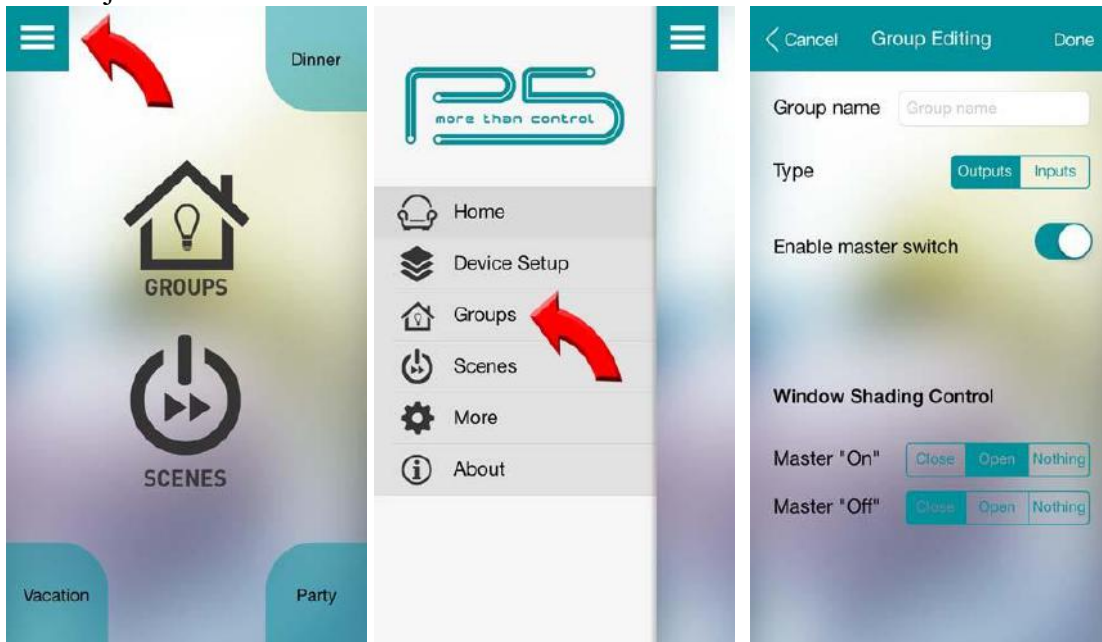 Dinner
GROUPS
SCENES
Vacation
Party
P5
more than control
Home
Device Setup
Groups
Scenes
More
About
Cancel Group Editing Done
Group name Group name
Type Outputs Inputs
Enable master switch
Window Shading Control
Master "On" Close Open Nothing
Master "Off" Close Open Nothing